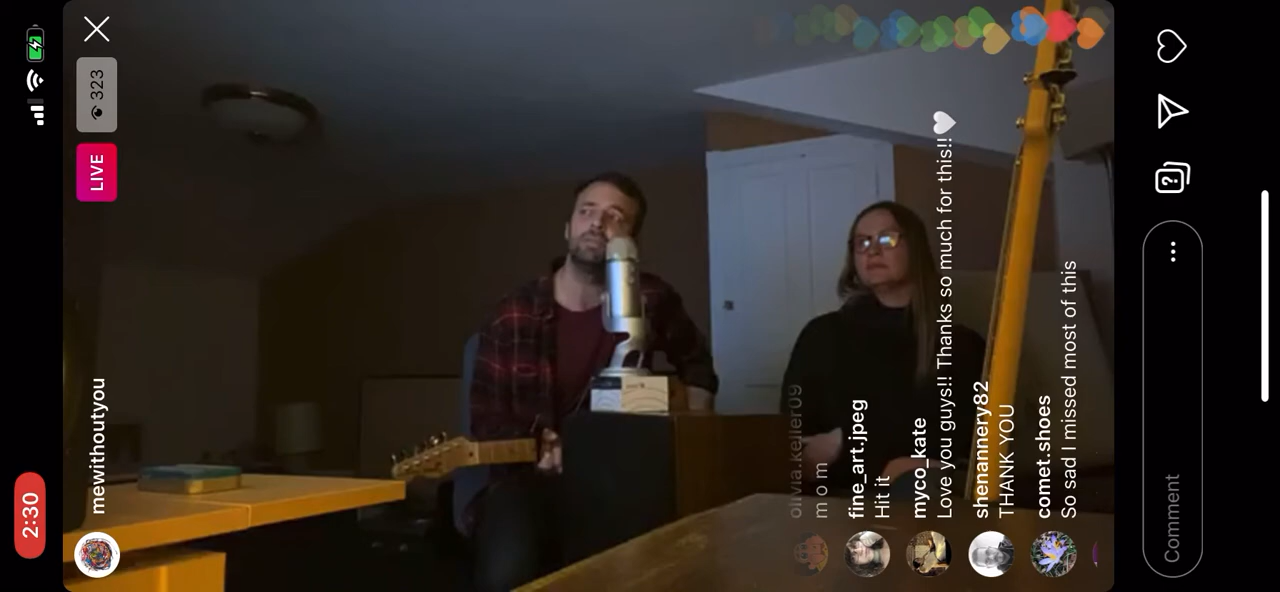 2:30
mewithoutyou
LIVE
323
olivia.keller09
m o m
fine_art.jpeg
Hit it
myco_kate
Love you guys!! Thanks so much for this!!🤍
shenannery82
THANK YOU
comet.shoes
So sad I missed most of this
Comment